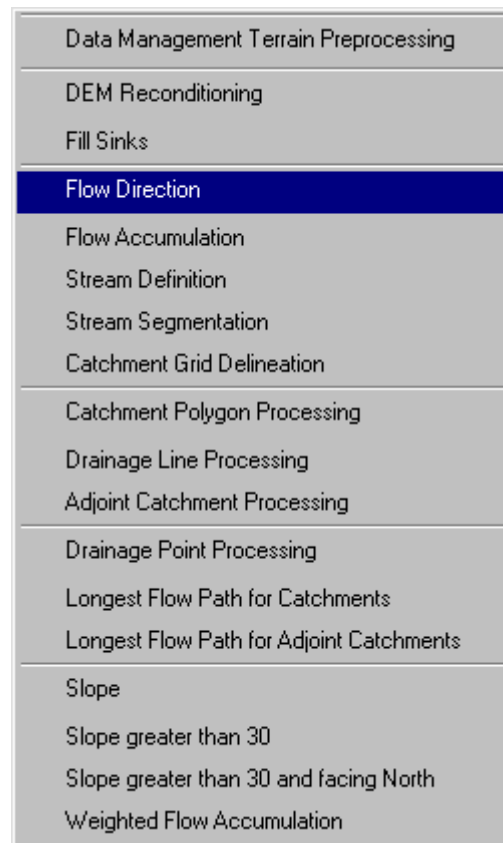 Data Management Terrain Preprocessing
DEM Reconditioning
Fill Sinks
Flow Direction
Flow Accumulation
Stream Definition
Stream Segmentation
Catchment Grid Delineation
Catchment Polygon Processing
Drainage Line Processing
Adjoint Catchment Processing
Drainage Point Processing
Longest Flow Path for Catchments
Longest Flow Path for Adjoint Catchments
Slope
Slope greater than 30
Slope greater than 30 and facing North
Weighted Flow Accumulation